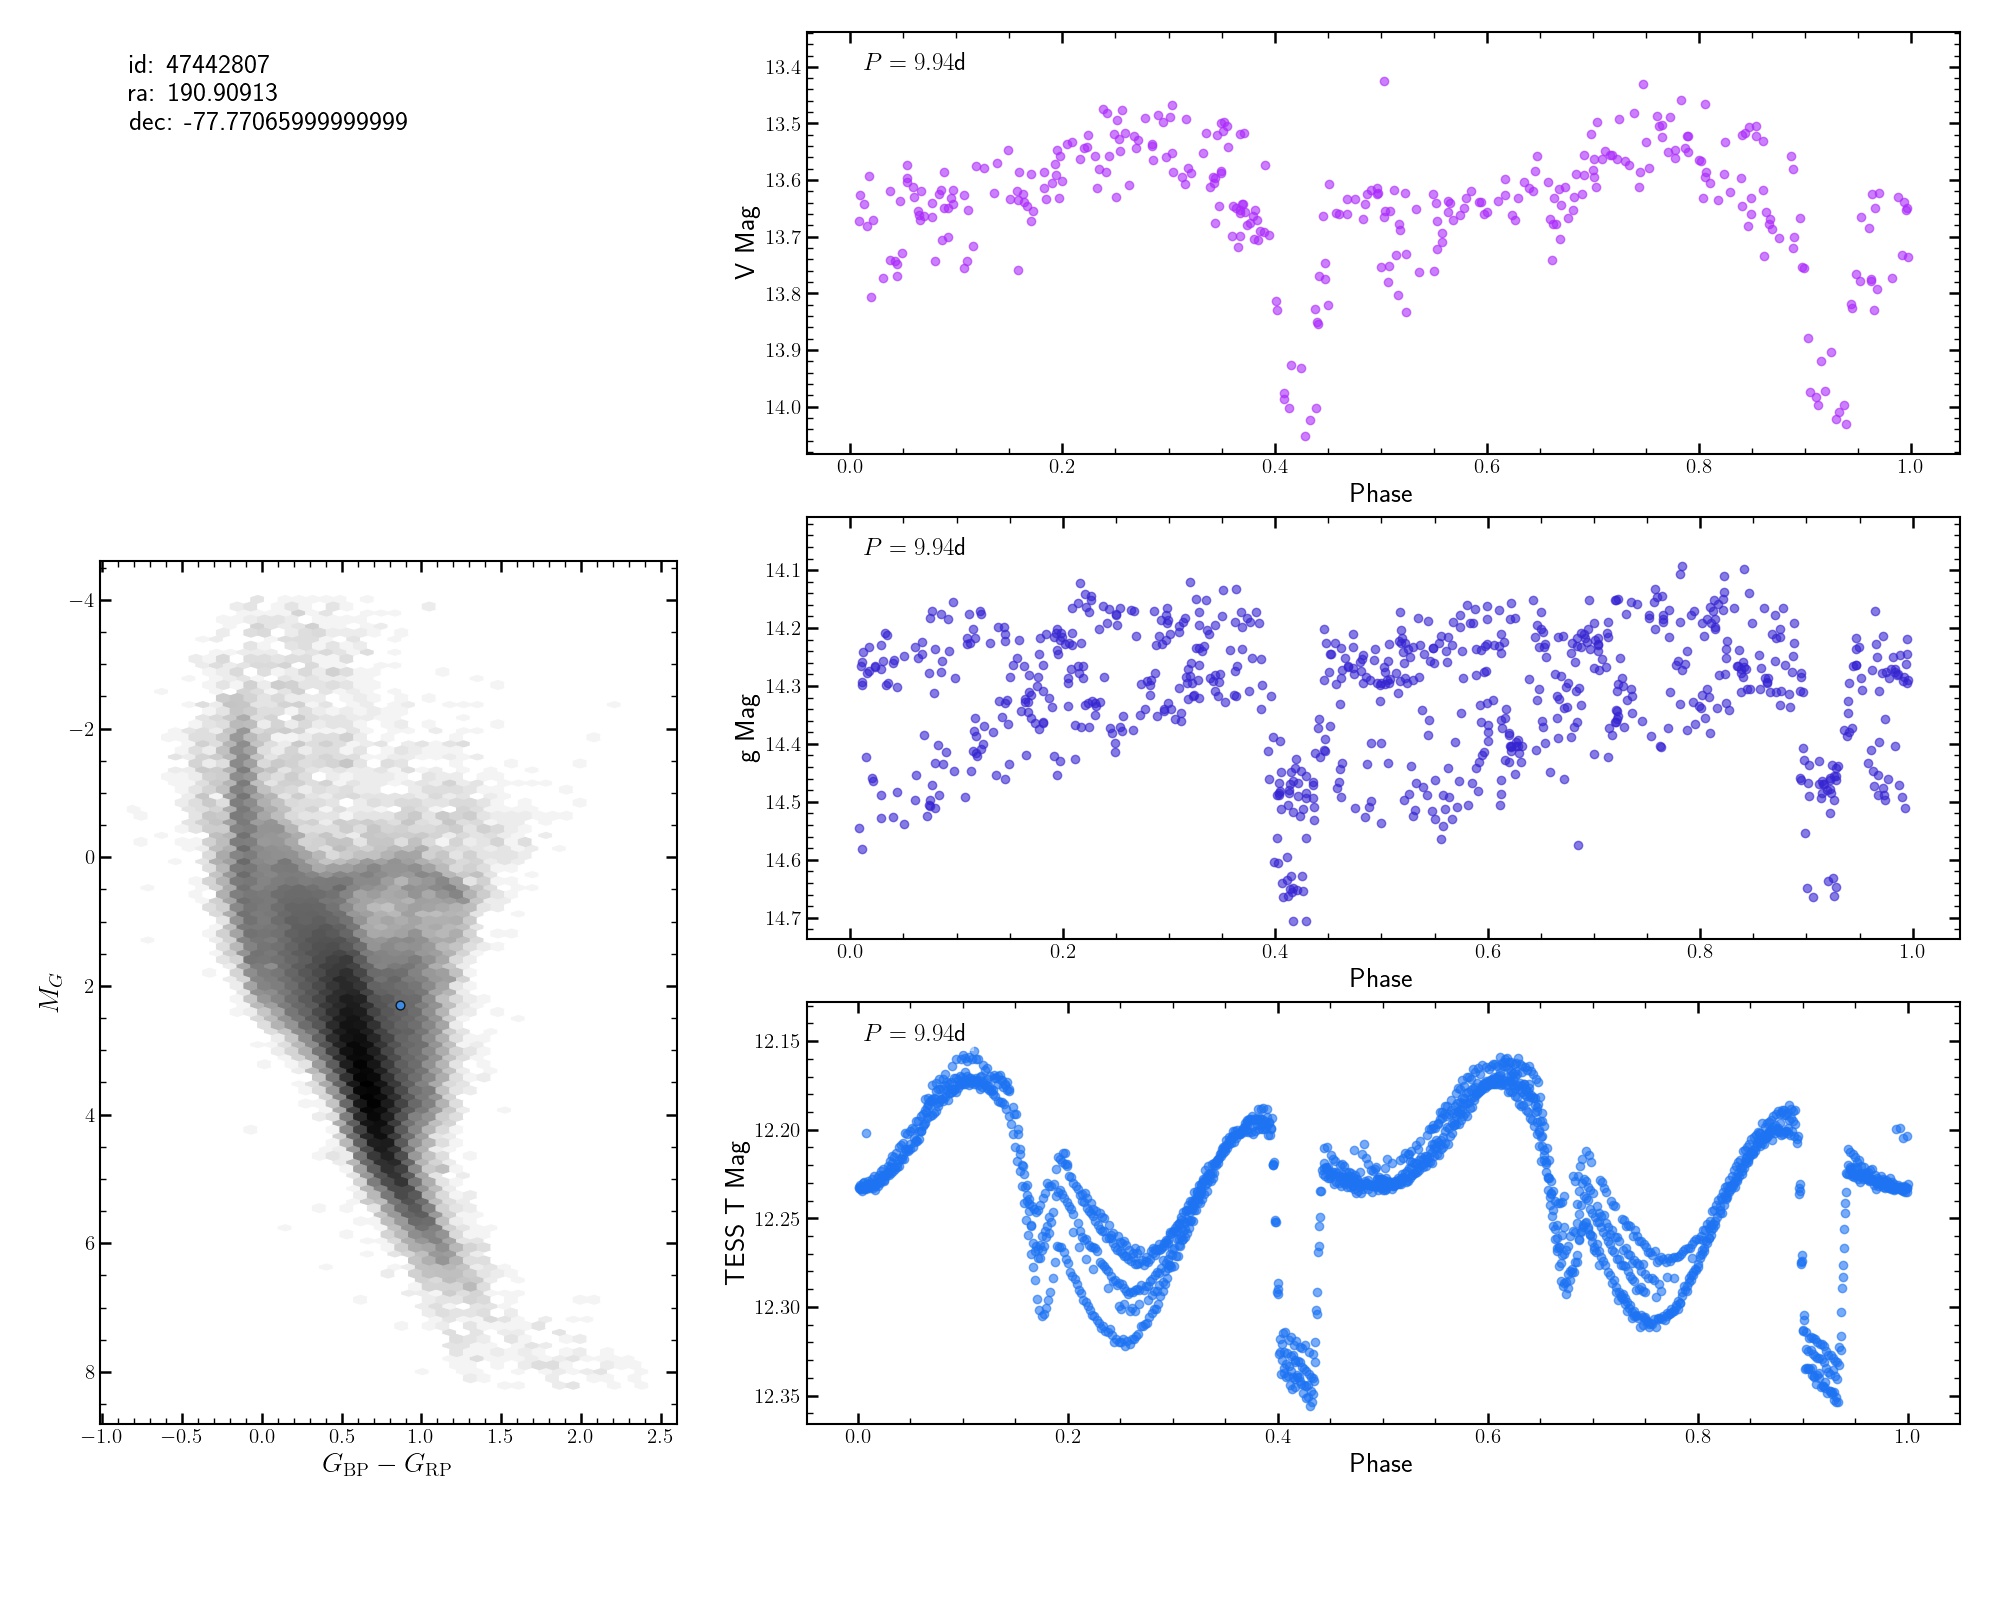 id: 47442807
ra: 190.90913
dec: -77.77065999999999
P = 9.94d
13.4
13.5
13.6
13.7
13.8
13.9
14.0
V Mag
0.0 0.2 0.4 0.6 0.8 1.0
Phase
P = 9.94d
14.1
14.2
14.3
14.4
14.5
14.6
14.7
g Mag
0.0 0.2 0.4 0.6 0.8 1.0
Phase
P = 9.94d
12.15
12.20
12.25
12.30
12.35
TESS T Mag
0.0 0.2 0.4 0.6 0.8 1.0
Phase
−4
−2
0
2
4
6
8
M_G
−1.0 −0.5 0.0 0.5 1.0 1.5 2.0 2.5
G_BP − G_RP